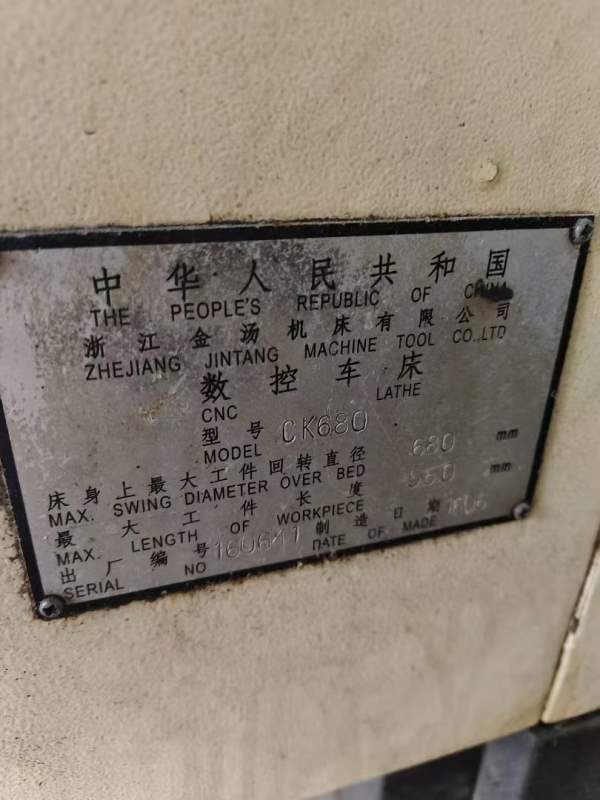 中华人民共和国
THE PEOPLE'S REPUBLIC OF CHINA
浙江金汤机床有限公司
ZHEJIANG JINTANG MACHINE TOOL CO.,LTD
数控车床
CNC LATHE
型号 CK680
MODEL
床身上最大工件回转直径 680 mm
MAX. SWING DIAMETER OVER BED
最大工件长度 mm
MAX. LENGTH OF WORKPIECE
出厂编号 制造日期
SERIAL NO DATE OF MADE